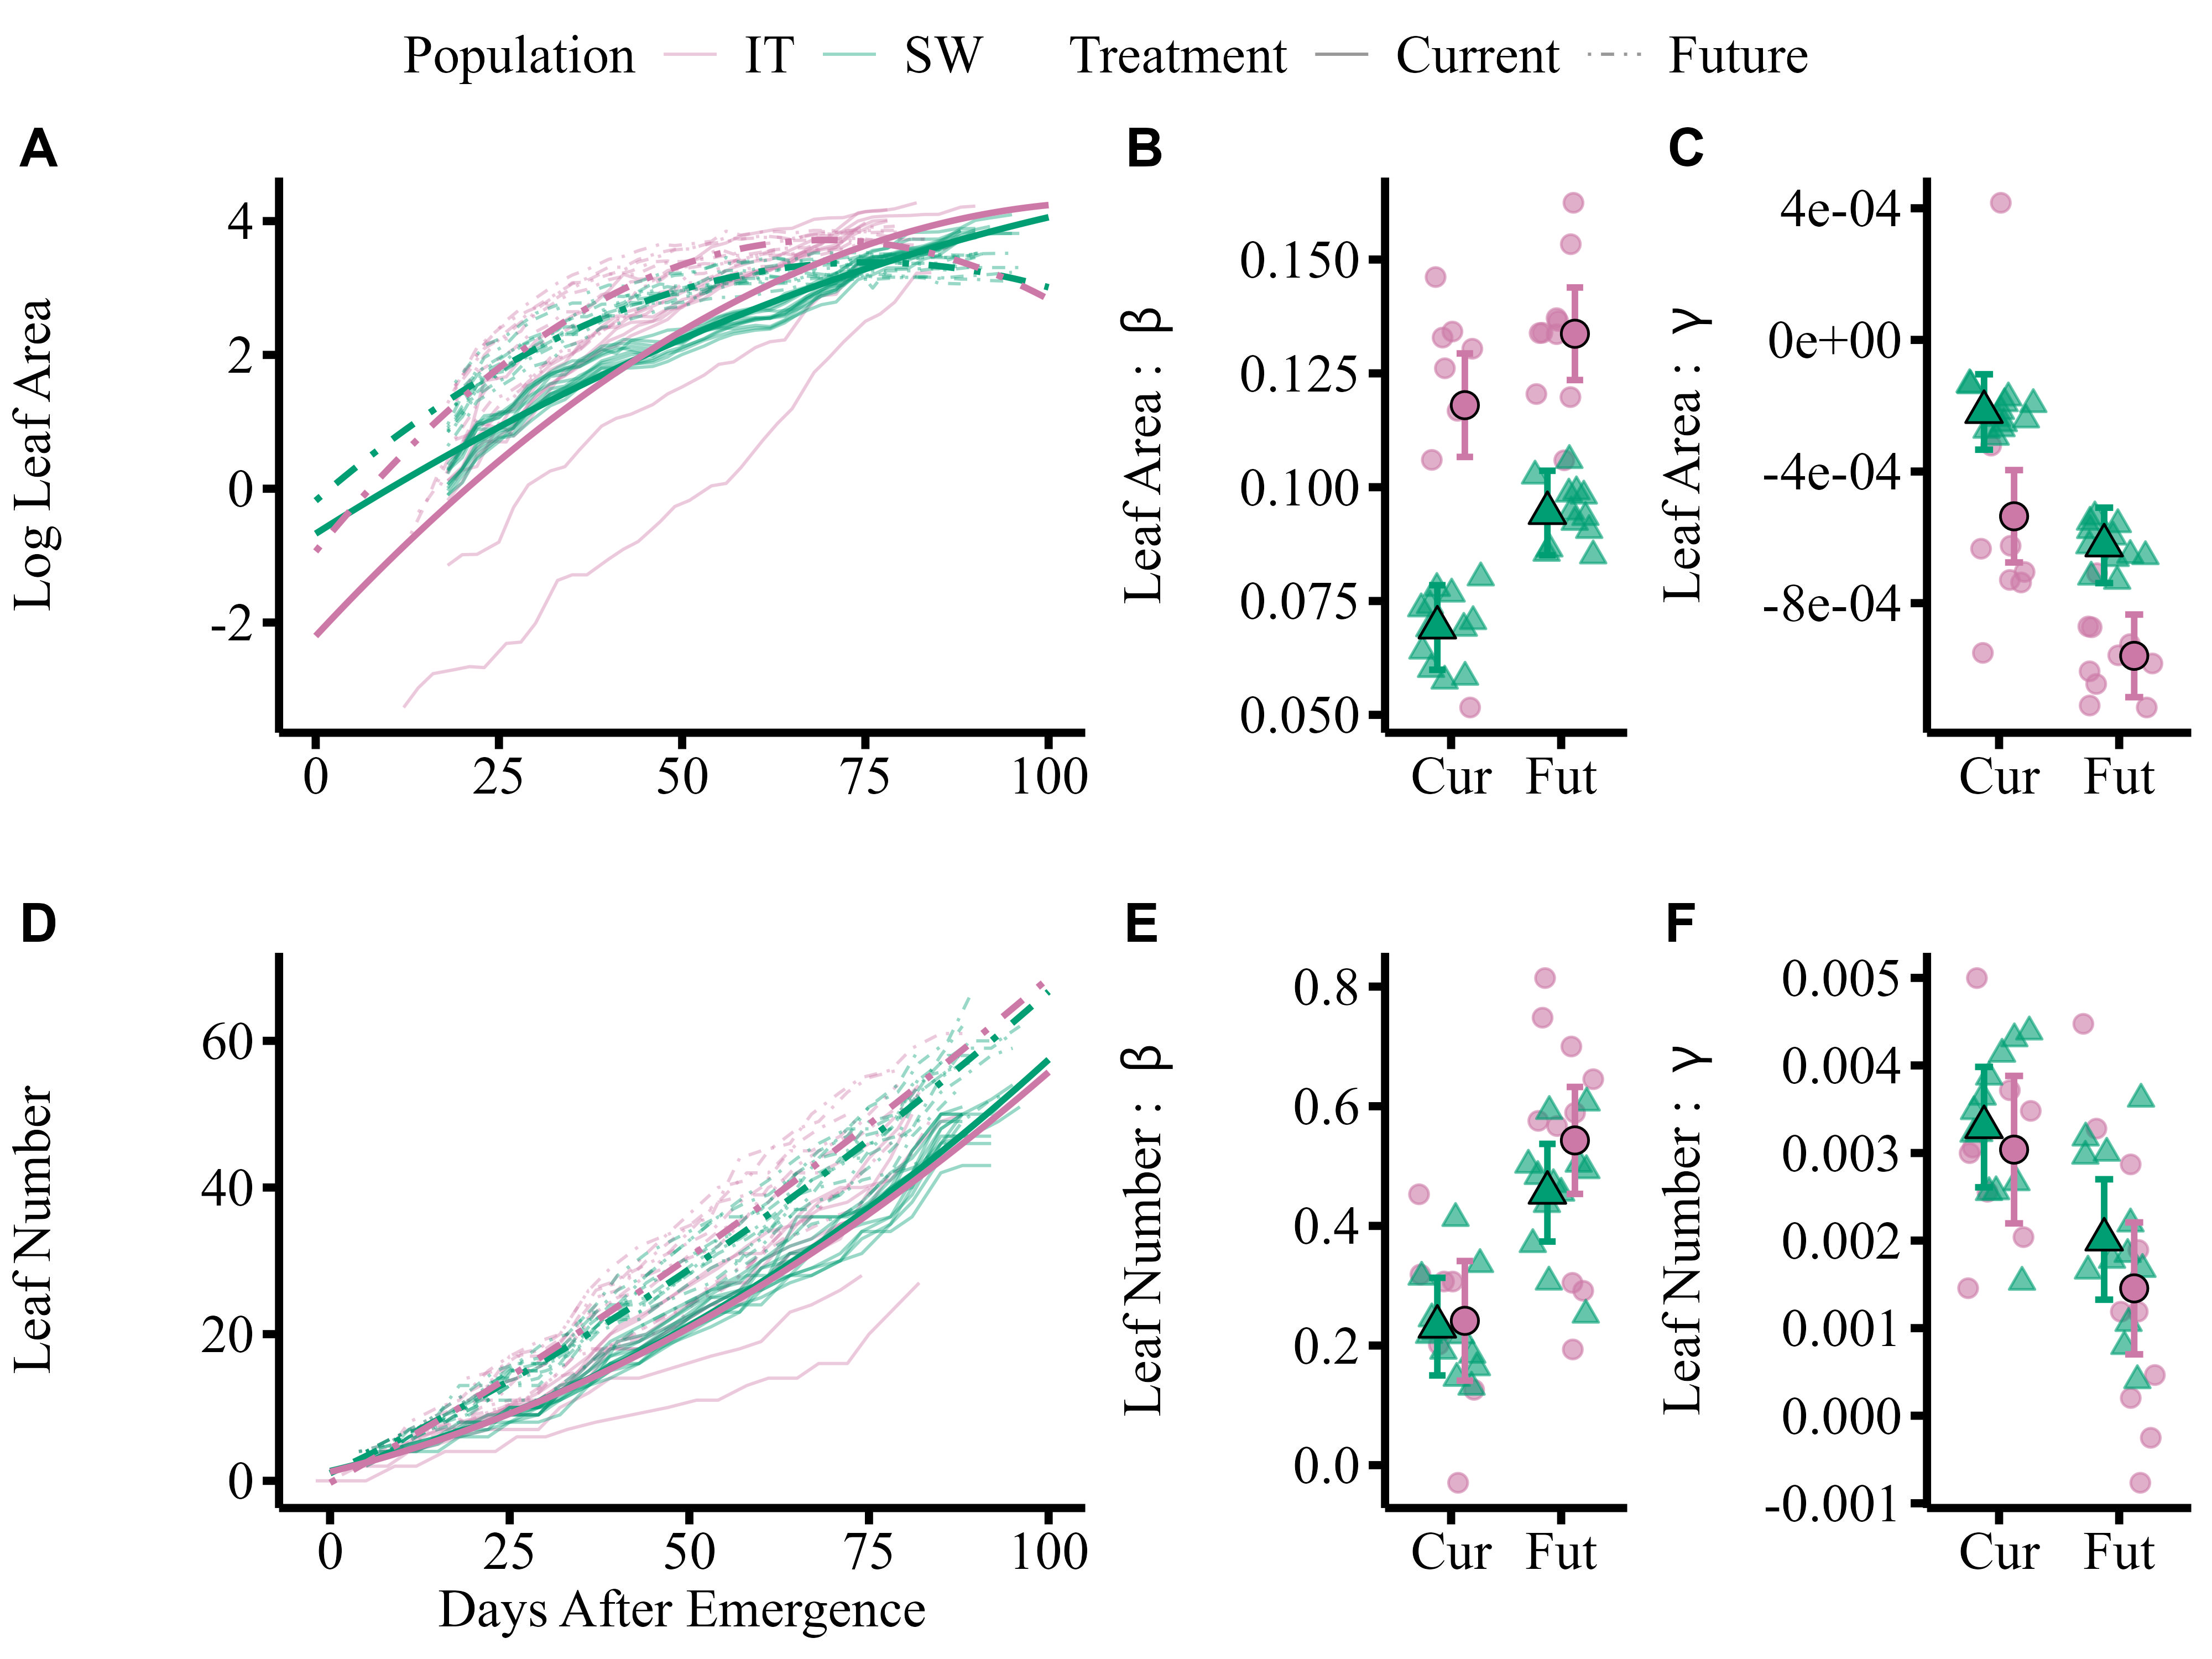 Population IT SW Treatment Current Future
A
Log Leaf Area
4
2
0
-2
0 25 50 75 100
B
Leaf Area : β
0.150
0.125
0.100
0.075
0.050
Cur Fut
C
Leaf Area : γ
4e-04
0e+00
-4e-04
-8e-04
Cur Fut
D
Leaf Number
60
40
20
0
0 25 50 75 100
Days After Emergence
E
Leaf Number : β
0.8
0.6
0.4
0.2
0.0
Cur Fut
F
Leaf Number : γ
0.005
0.004
0.003
0.002
0.001
0.000
-0.001
Cur Fut